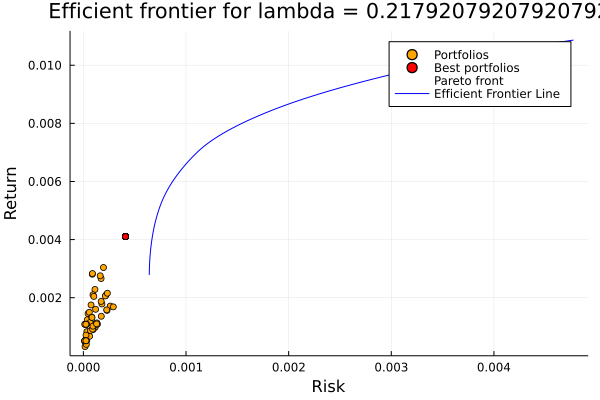 Efficient frontier for lambda = 0.2179207920792079
Portfolios
Best portfolios
Pareto front
Efficient Frontier Line
Return
0.010
0.008
0.006
0.004
0.002
0.000
0.001
0.002
0.003
0.004
Risk